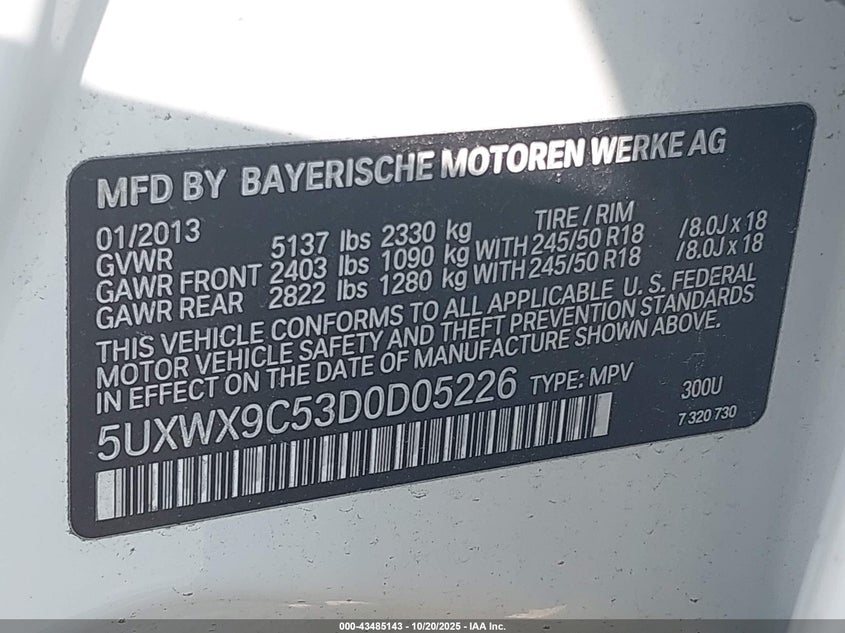 MFD BY BAYERISCHE MOTOREN WERKE AG
01/2013 TIRE / RIM
GVWR 5137 lbs 2330 kg
GAWR FRONT 2403 lbs 1090 kg WITH 245/50 R18 /8.0J x 18
GAWR REAR 2822 lbs 1280 kg WITH 245/50 R18 /8.0J x 18
THIS VEHICLE CONFORMS TO ALL APPLICABLE U. S. FEDERAL
MOTOR VEHICLE SAFETY AND THEFT PREVENTION STANDARDS
IN EFFECT ON THE DATE OF MANUFACTURE SHOWN ABOVE.
5UXWX9C53D0D05226 TYPE: MPV 300U
7 320 730
000-43485143 - 10/20/2025 - IAA Inc.